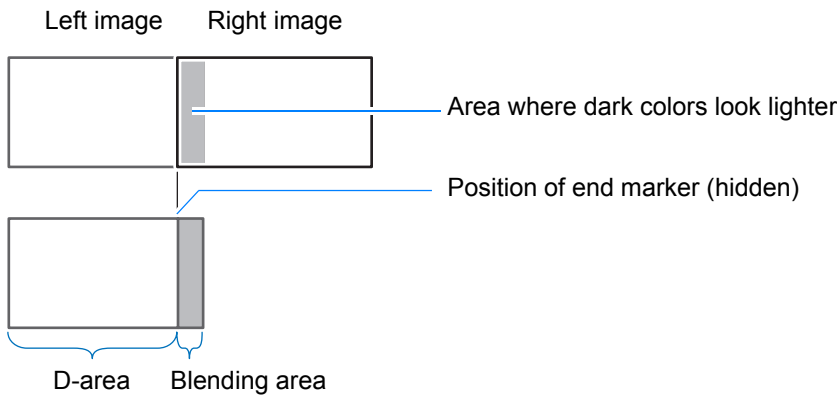 Left image
Right image
Area where dark colors look lighter
Position of end marker (hidden)
D-area
Blending area